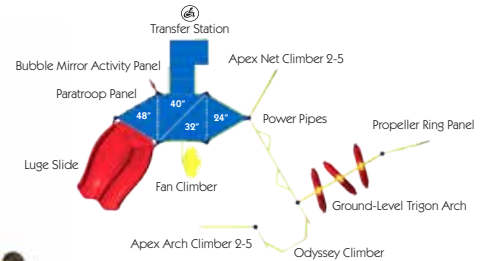 Transfer Station
Bubble Mirror Activity Panel
Apex Net Climber 2-5
Paratroop Panel
40"
48"
24"
32"
Power Pipes
Propeller Ring Panel
Luge Slide
Fan Climber
Ground-Level Trigon Arch
Apex Arch Climber 2-5
Odyssey Climber